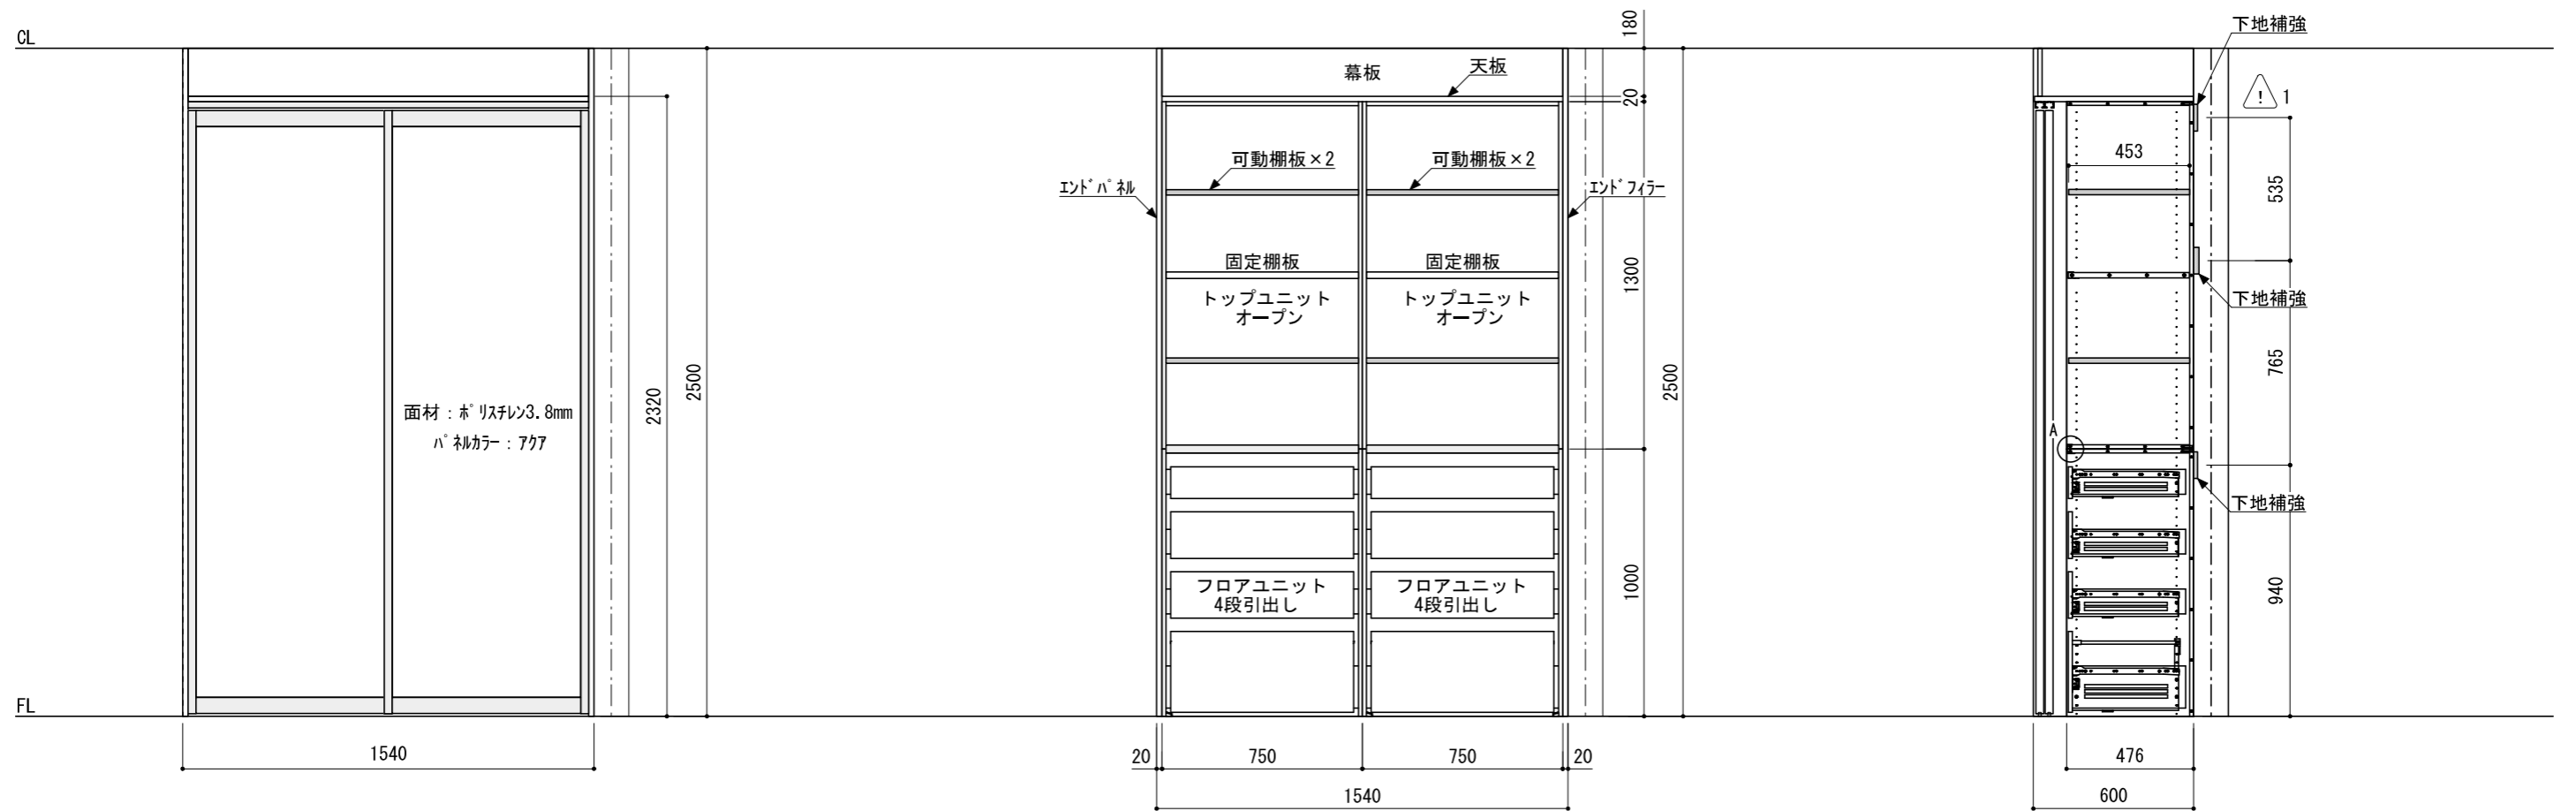 CL
FL
面材：ポリスチレン3.8mm
パネルカラー：アクア
2320
2500
1540
幕板
天板
可動棚板×2
可動棚板×2
エンドパネル
エンドフィラー
固定棚板
固定棚板
トップユニット
オープン
トップユニット
オープン
フロアユニット
4段引出し
フロアユニット
4段引出し
180
20
1300
1000
2500
20
750
750
20
1540
下地補強
! 1
453
535
下地補強
765
A
下地補強
940
476
600